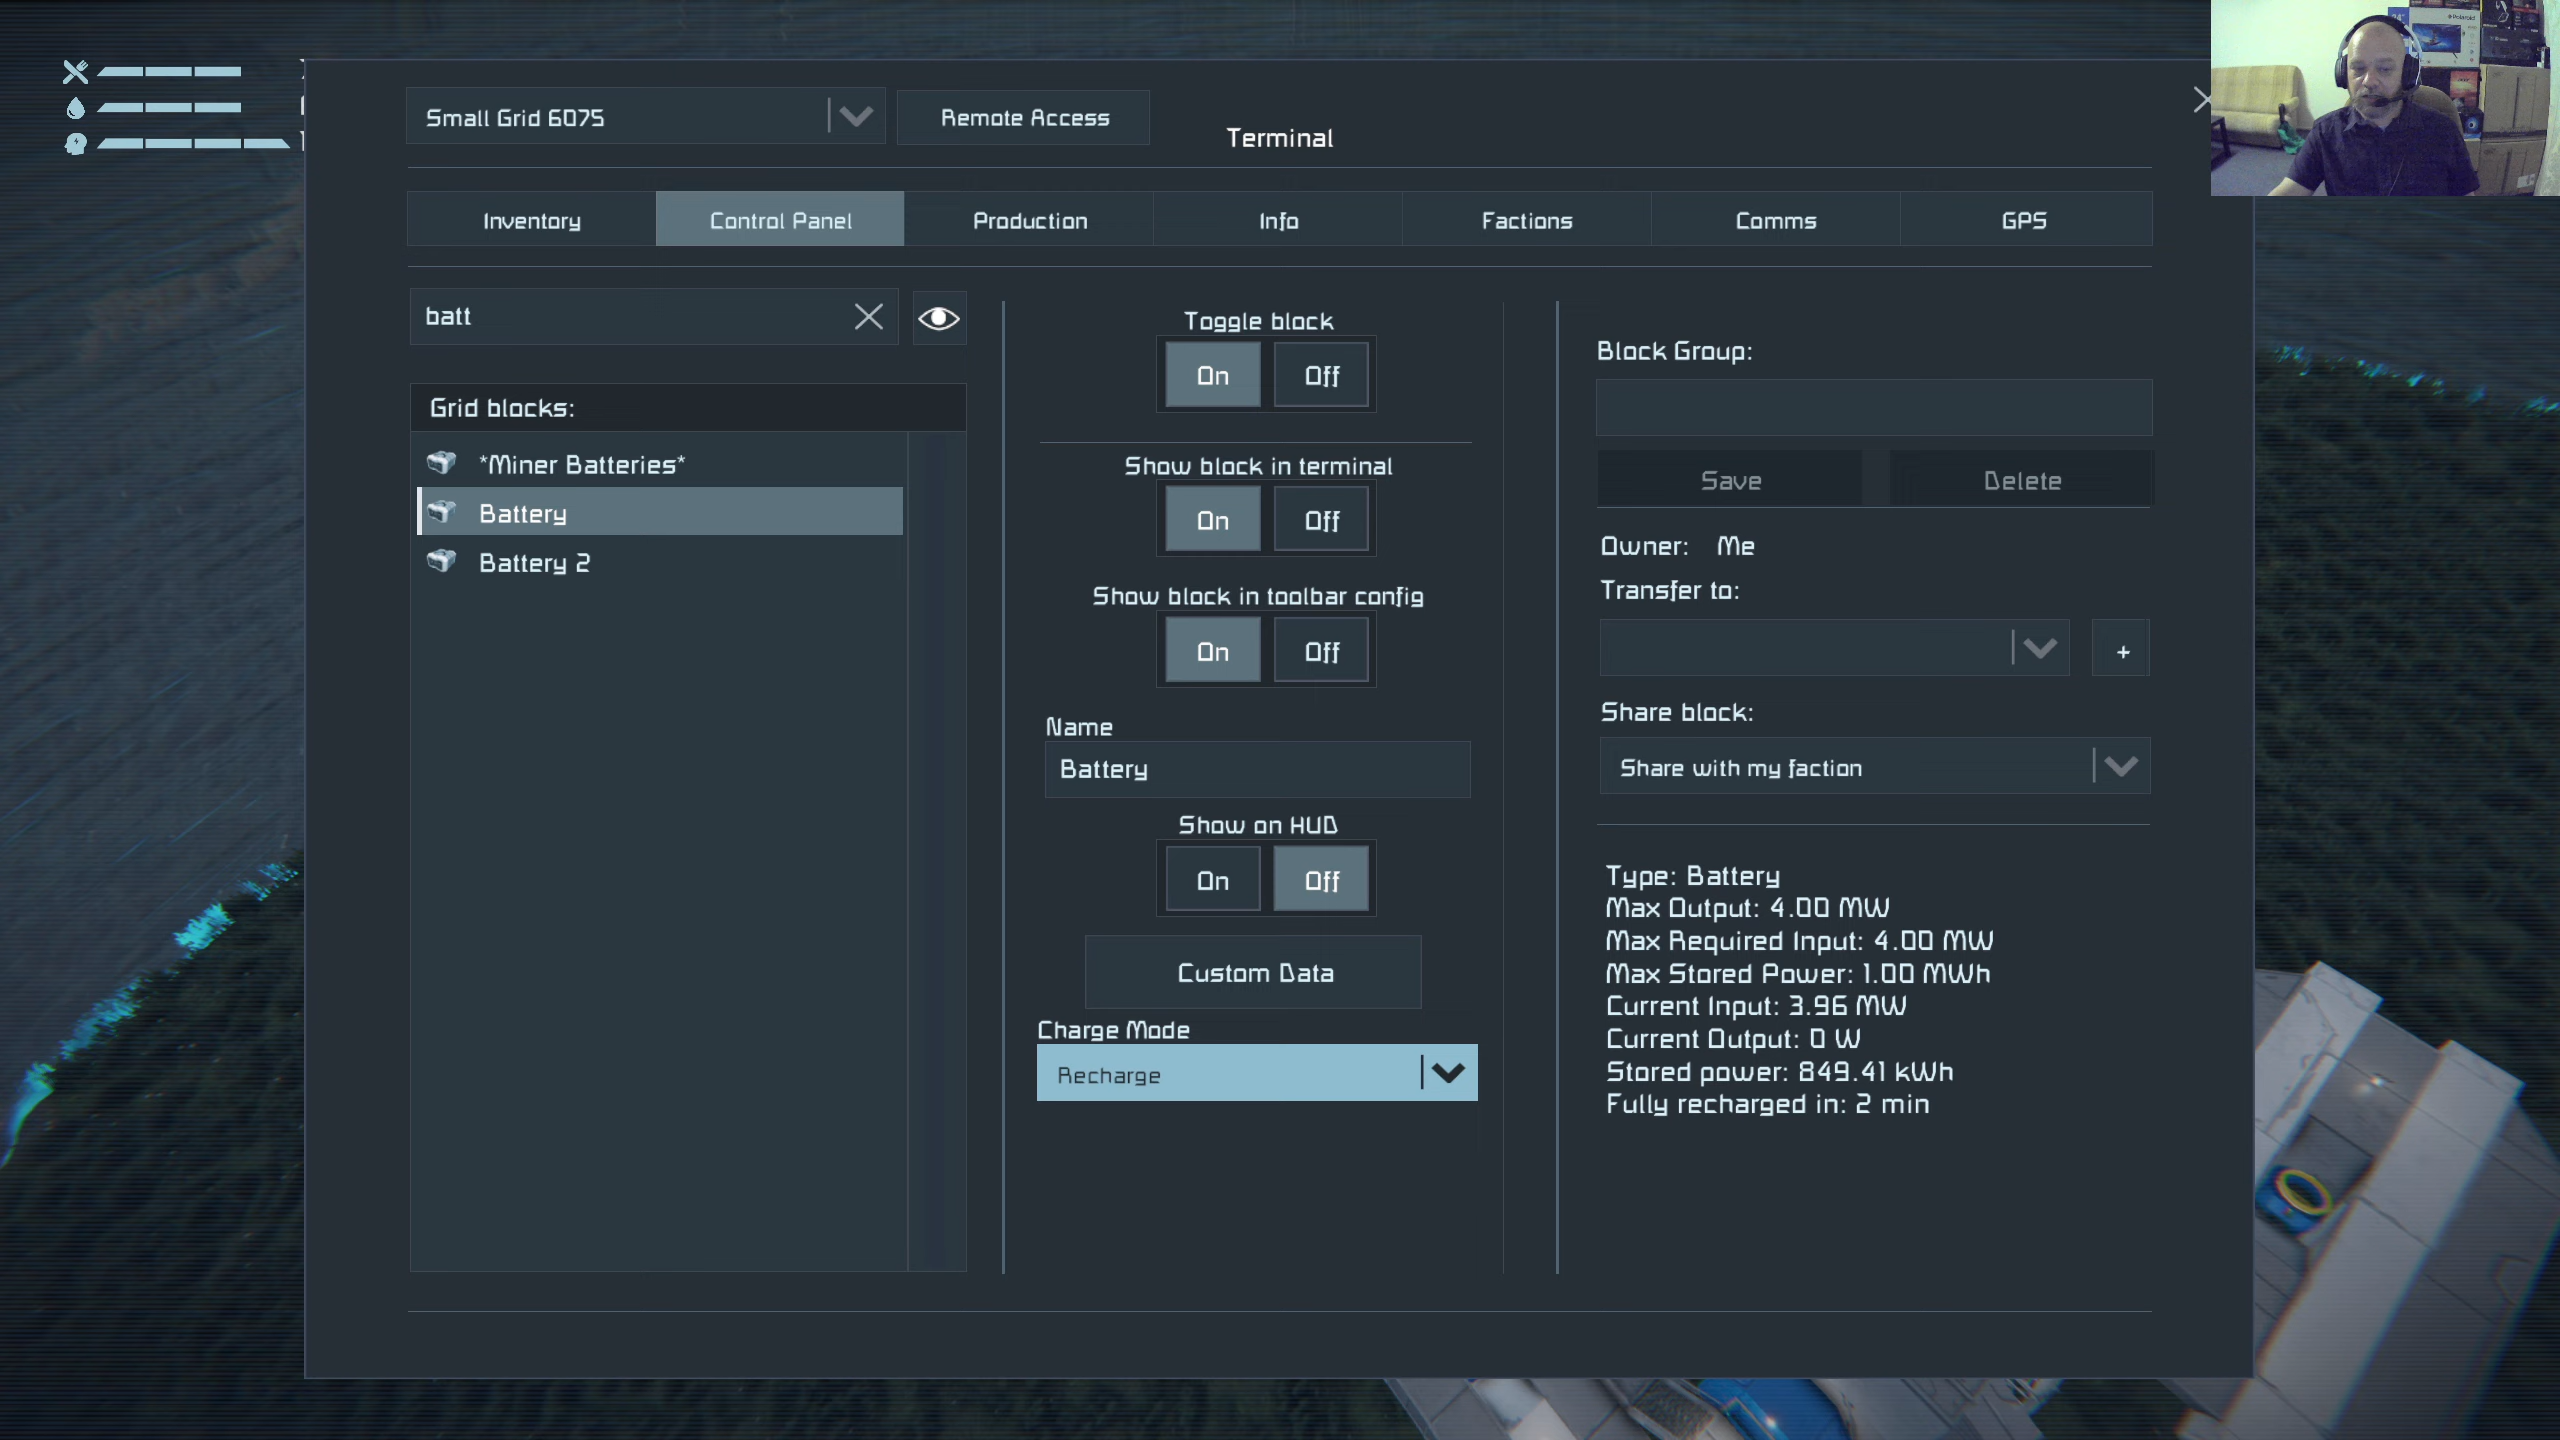 Small Grid 6075
Remote Access
Terminal
Inventory
Control Panel
Production
Info
Factions
Comms
GPS
batt
Grid blocks:
*Miner Batteries*
Battery
Battery 2
Toggle block
On
Off
Show block in terminal
On
Off
Show block in toolbar config
On
Off
Name
Battery
Show on HUD
On
Off
Custom Data
Charge Mode
Recharge
Block Group:
Save
Delete
Owner: Me
Transfer to:
+
Share block:
Share with my faction
Type: Battery
Max Output: 4.00 MW
Max Required Input: 4.00 MW
Max Stored Power: 1.00 MWh
Current Input: 3.96 MW
Current Output: 0 W
Stored power: 849.41 kWh
Fully recharged in: 2 min
Polaroid